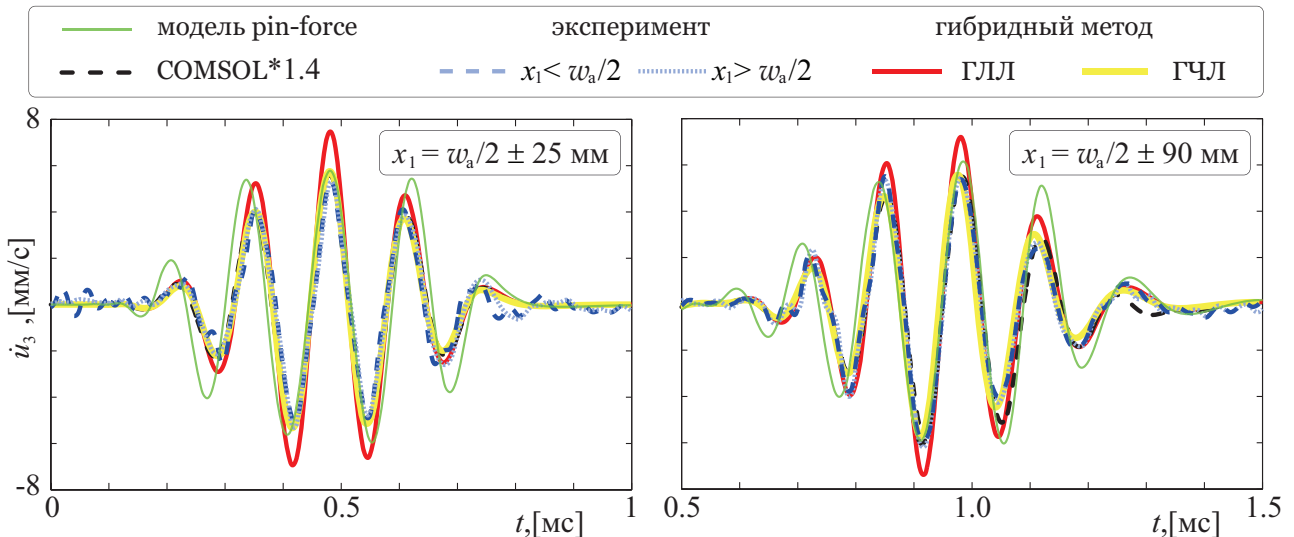 модель pin-force эксперимент гибридный метод
COMSOL*1.4 x₁< wₐ/2 x₁> wₐ/2 ГЛЛ ГЧЛ
8
x₁ = wₐ/2 ± 25 мм x₁ = wₐ/2 ± 90 мм
u̇₃ ,[мм/с]
-8
0 0.5 1 0.5 1.0 1.5
t,[мс] t,[мс]